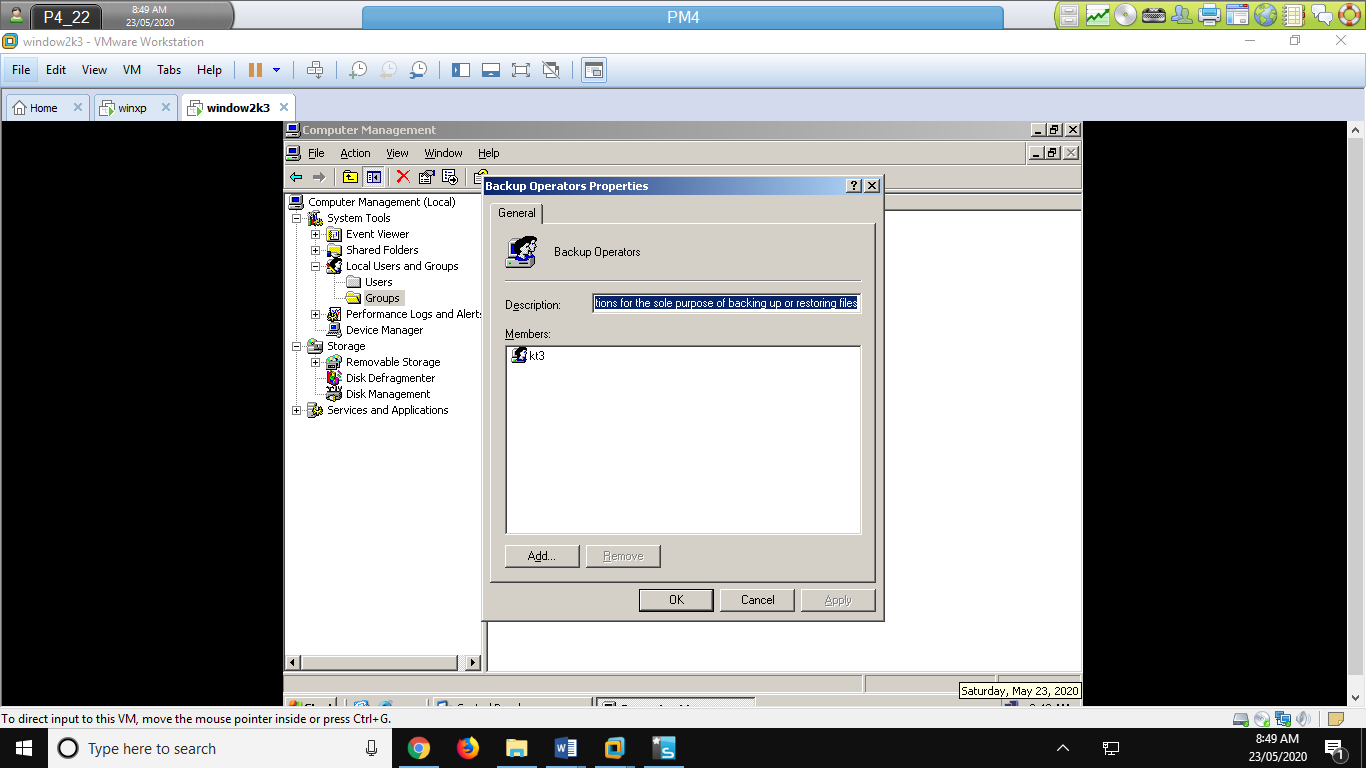 P4_22
8:49 AM
23/05/2020
PM4
window2k3 - VMware Workstation
File Edit View VM Tabs Help
Home winxp window2k3
Computer Management
File Action View Window Help
Backup Operators Properties
General
Backup Operators
Description: tions for the sole purpose of backing up or restoring files
Members:
kt3
Add... Remove
OK Cancel Apply
Computer Management (Local)
System Tools
Event Viewer
Shared Folders
Local Users and Groups
Users
Groups
Performance Logs and Alerts
Device Manager
Storage
Removable Storage
Disk Defragmenter
Disk Management
Services and Applications
Saturday, May 23, 2020
To direct input to this VM, move the mouse pointer inside or press Ctrl+G.
Type here to search
8:49 AM
23/05/2020
1